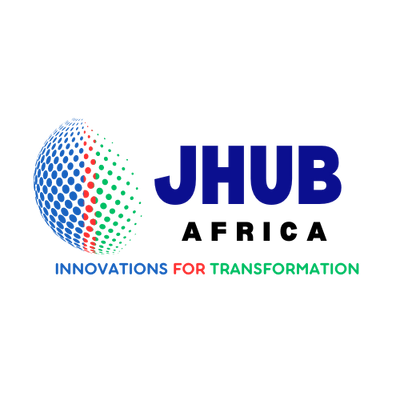 JHUB
AFRICA
INNOVATIONS FOR TRANSFORMATION